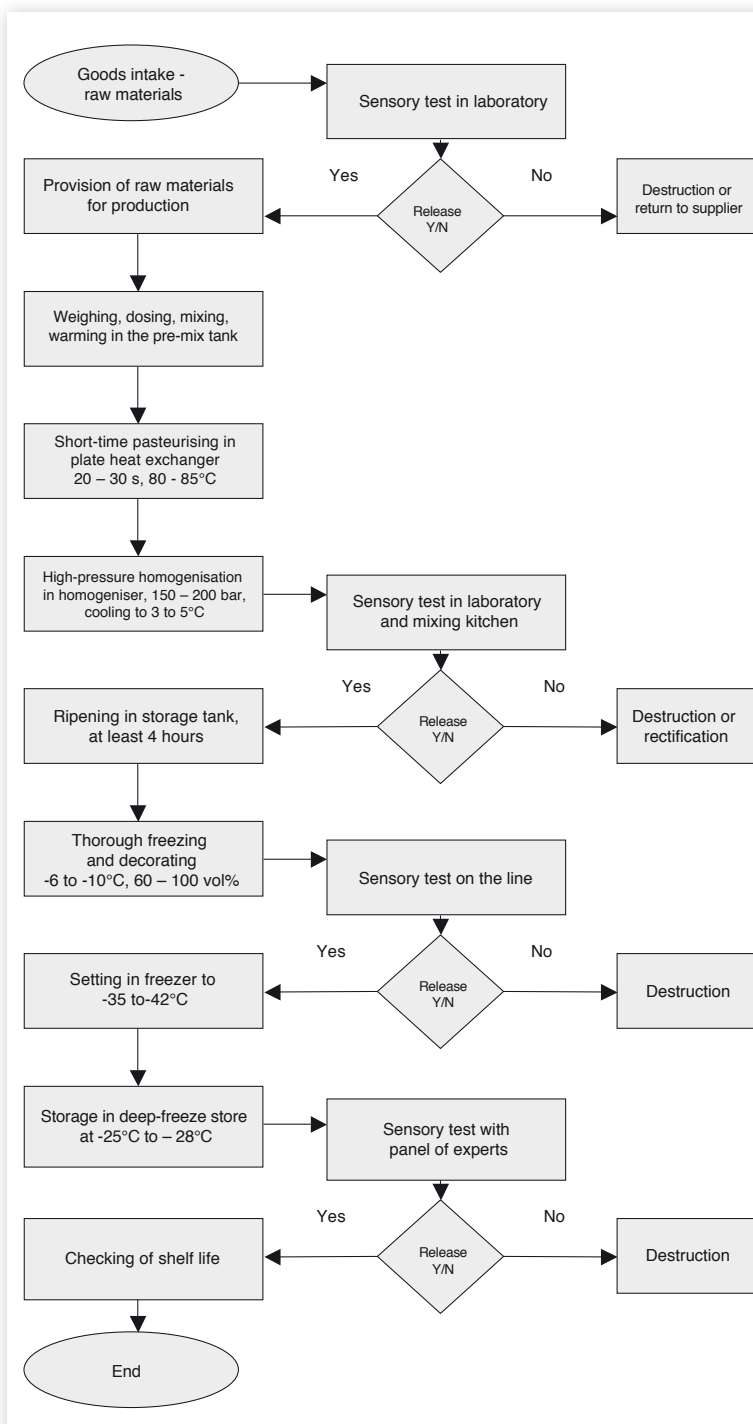 Goods intake -
raw materials
Sensory test in laboratory
Yes
No
Provision of raw materials
for production
Release
Y/N
Destruction or
return to supplier
Weighing, dosing, mixing,
warming in the pre-mix tank
Short-time pasteurising in
plate heat exchanger
20 – 30 s, 80 - 85°C
High-pressure homogenisation
in homogeniser, 150 – 200 bar,
cooling to 3 to 5°C
Sensory test in laboratory
and mixing kitchen
Yes
No
Ripening in storage tank,
at least 4 hours
Release
Y/N
Destruction or
rectification
Thorough freezing
and decorating
-6 to -10°C, 60 – 100 vol%
Sensory test on the line
Yes
No
Setting in freezer to
-35 to-42°C
Release
Y/N
Destruction
Storage in deep-freeze store
at -25°C to – 28°C
Sensory test with
panel of experts
Yes
No
Checking of shelf life
Release
Y/N
Destruction
End